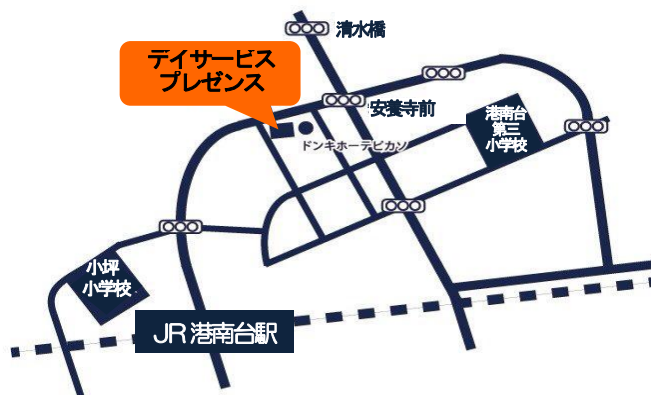 清水橋
デイサービス
プレゼンス
安養寺前
港南台
第三
小学校
ドンキホーテピカソ
小坪
小学校
JR 港南台駅